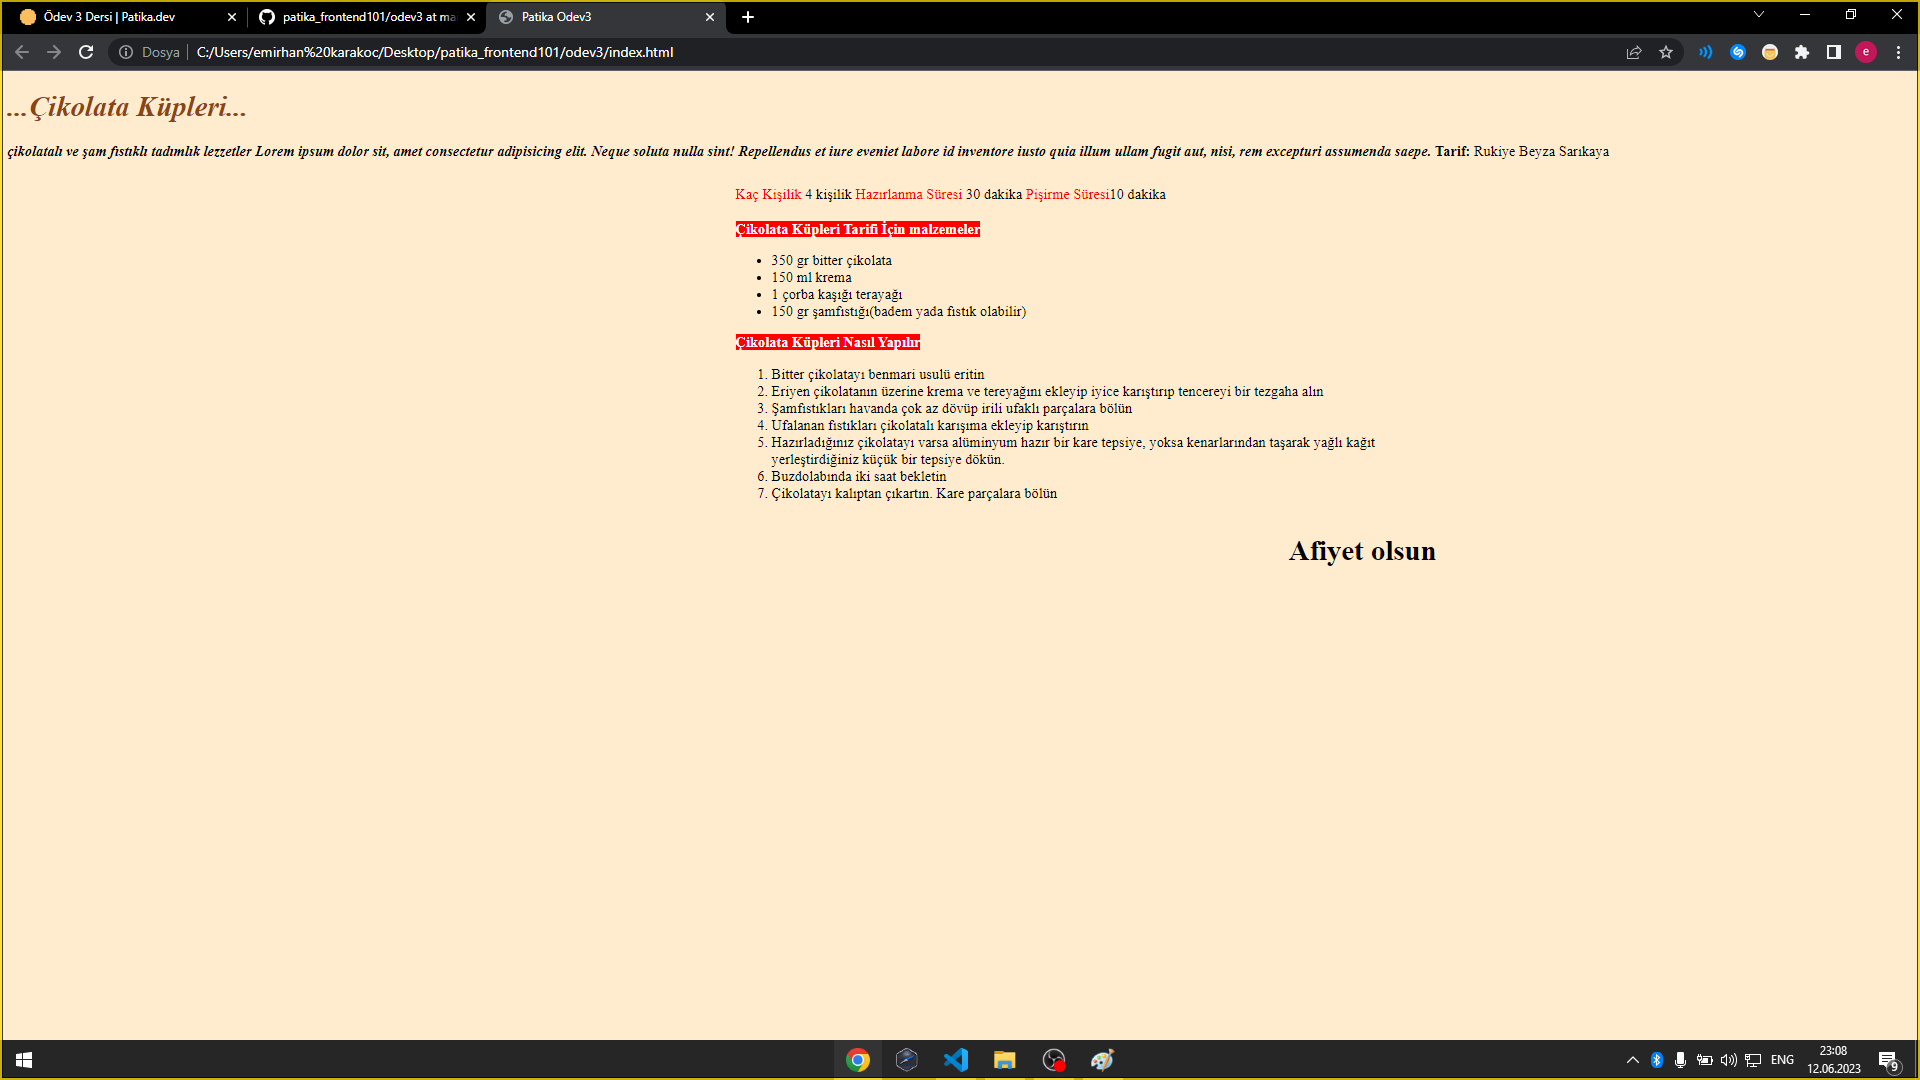 Ödev 3 Dersi | Patika.dev
patika_frontend101/odev3 at ma
Patika Odev3
Dosya
C:/Users/emirhan%20karakoc/Desktop/patika_frontend101/odev3/index.html
e
...Çikolata Küpleri...
çikolatalı ve şam fıstıklı tadımlık lezzetler Lorem ipsum dolor sit, amet consectetur adipisicing elit. Neque soluta nulla sint! Repellendus et iure eveniet labore id inventore iusto quia illum ullam fugit aut, nisi, rem excepturi assumenda saepe. Tarif: Rukiye Beyza Sarıkaya
Kaç Kişilik 4 kişilik Hazırlanma Süresi 30 dakika Pişirme Süresi10 dakika
Çikolata Küpleri Tarifi İçin malzemeler
• 350 gr bitter çikolata
• 150 ml krema
• 1 çorba kaşığı terayağı
• 150 gr şamfıstığı(badem yada fıstık olabilir)
Çikolata Küpleri Nasıl Yapılır
1. Bitter çikolatayı benmari usulü eritin
2. Eriyen çikolatanın üzerine krema ve tereyağını ekleyip iyice karıştırıp tencereyi bir tezgaha alın
3. Şamfıstıkları havanda çok az dövüp irili ufaklı parçalara bölün
4. Ufalanan fıstıkları çikolatalı karışıma ekleyip karıştırın
5. Hazırladığınız çikolatayı varsa alüminyum hazır bir kare tepsiye, yoksa kenarlarından taşarak yağlı kağıt
yerleştirdiğiniz küçük bir tepsiye dökün.
6. Buzdolabında iki saat bekletin
7. Çikolatayı kalıptan çıkartın. Kare parçalara bölün
Afiyet olsun
ENG
23:08
12.06.2023
9